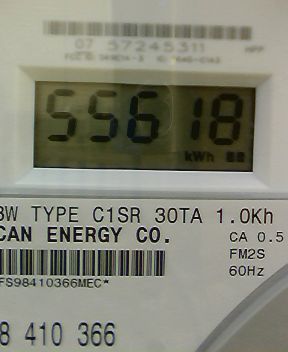 07 57245311
55618
kWh
3W TYPE C1SR 30TA 1.0Kh
CAN ENERGY CO.
CA 0.5
FM2S
60Hz
FS98410366MEC*
8 410 366